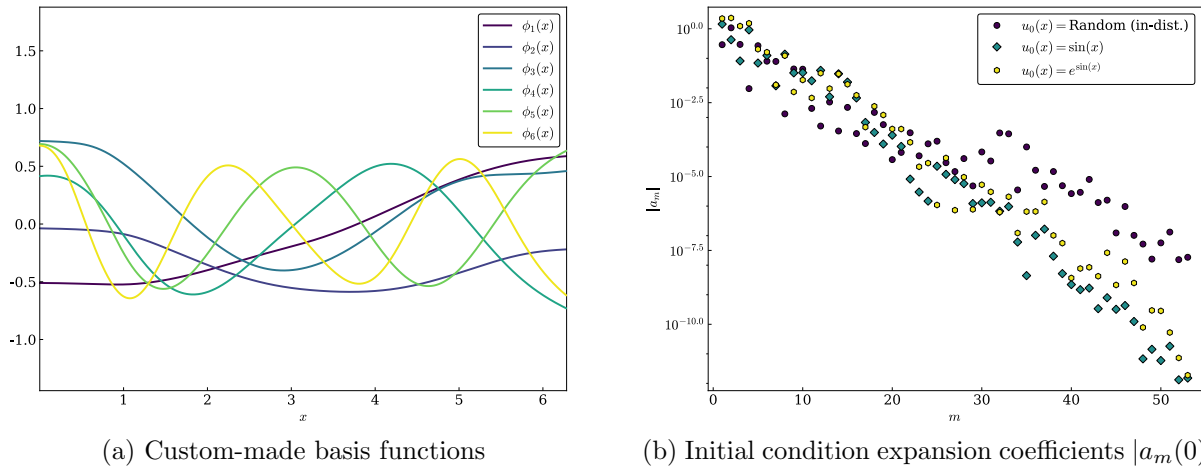 1.5
1.0
0.5
0.0
-0.5
-1.0
1
2
3
4
5
6
x
ϕ₁(x)
ϕ₂(x)
ϕ₃(x)
ϕ₄(x)
ϕ₅(x)
ϕ₆(x)
(a) Custom-made basis functions
10^0.0
10^−2.5
10^−5.0
10^−7.5
10^−10.0
|a_m|
0
10
20
30
40
50
m
u₀(x) = Random (in-dist.)
u₀(x) = sin(x)
u₀(x) = e^sin(x)
(b) Initial condition expansion coefficients |a_m(0)